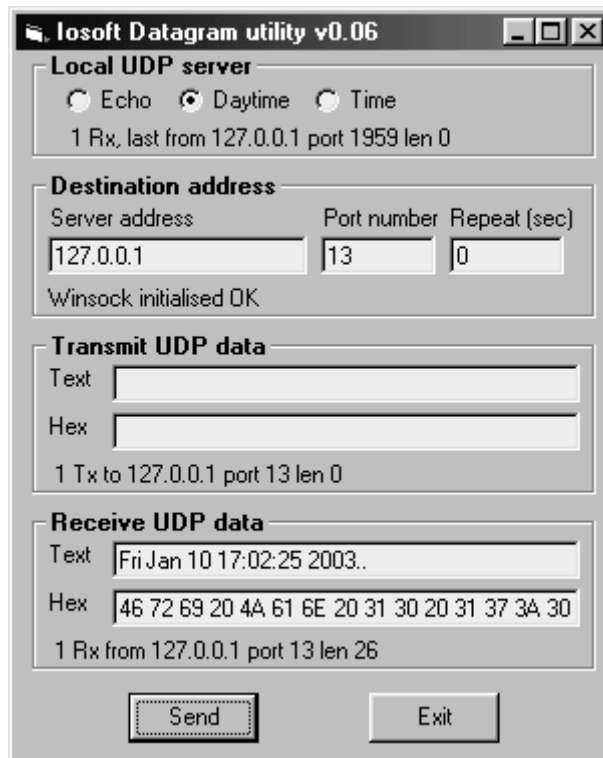 Iosoft Datagram utility v0.06
Local UDP server
Echo Daytime Time
1 Rx, last from 127.0.0.1 port 1959 len 0
Destination address
Server address Port number Repeat (sec)
127.0.0.1 13 0
Winsock initialised OK
Transmit UDP data
Text
Hex
1 Tx to 127.0.0.1 port 13 len 0
Receive UDP data
Text Fri Jan 10 17:02:25 2003..
Hex 46 72 69 20 4A 61 6E 20 31 30 20 31 37 3A 30
1 Rx from 127.0.0.1 port 13 len 26
Send Exit